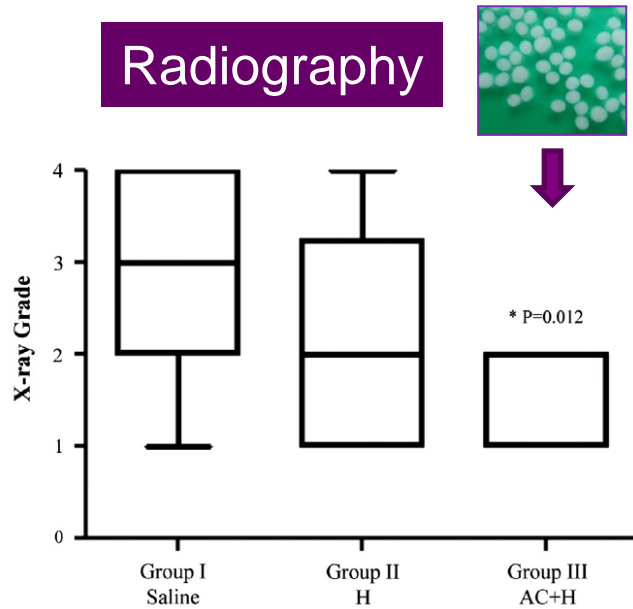 Radiography
X-ray Grade
4
3
2
1
0
* P=0.012
Group I
Saline
Group II
H
Group III
AC+H